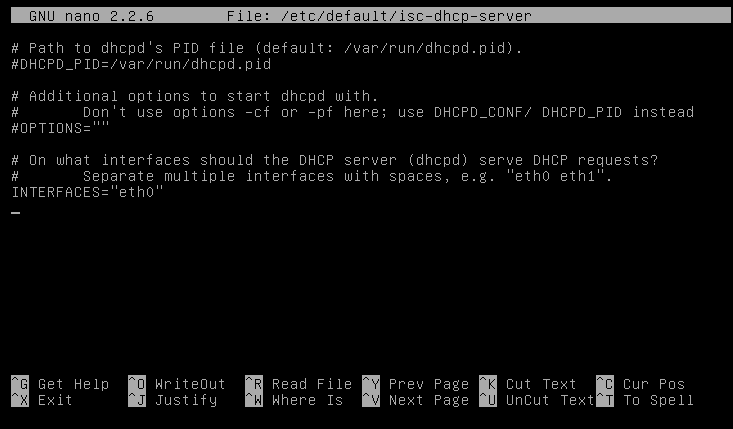 GNU nano 2.2.6        File: /etc/default/isc-dhcp-server
# Path to dhcpd's PID file (default: /var/run/dhcpd.pid).
#DHCPD_PID=/var/run/dhcpd.pid
# Additional options to start dhcpd with.
#       Don't use options -cf or -pf here; use DHCPD_CONF/ DHCPD_PID instead
#OPTIONS=""
# On what interfaces should the DHCP server (dhcpd) serve DHCP requests?
#       Separate multiple interfaces with spaces, e.g. "eth0 eth1".
INTERFACES="eth0"
^G Get Help  ^O WriteOut  ^R Read File ^Y Prev Page ^K Cut Text  ^C Cur Pos
^X Exit      ^J Justify   ^W Where Is  ^V Next Page ^U UnCut Text^T To Spell